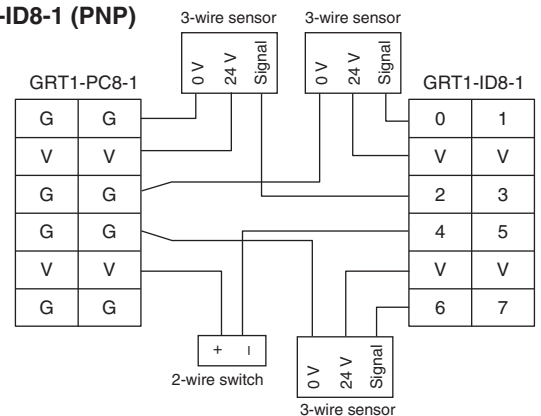 -ID8-1 (PNP)
3-wire sensor 3-wire sensor
0 V 24 V Signal 0 V 24 V Signal
GRT1-PC8-1 GRT1-ID8-1
G G 0 1
V V V V
G G 2 3
G G 4 5
V V V V
G G 6 7
+ –
2-wire switch
0 V 24 V Signal
3-wire sensor